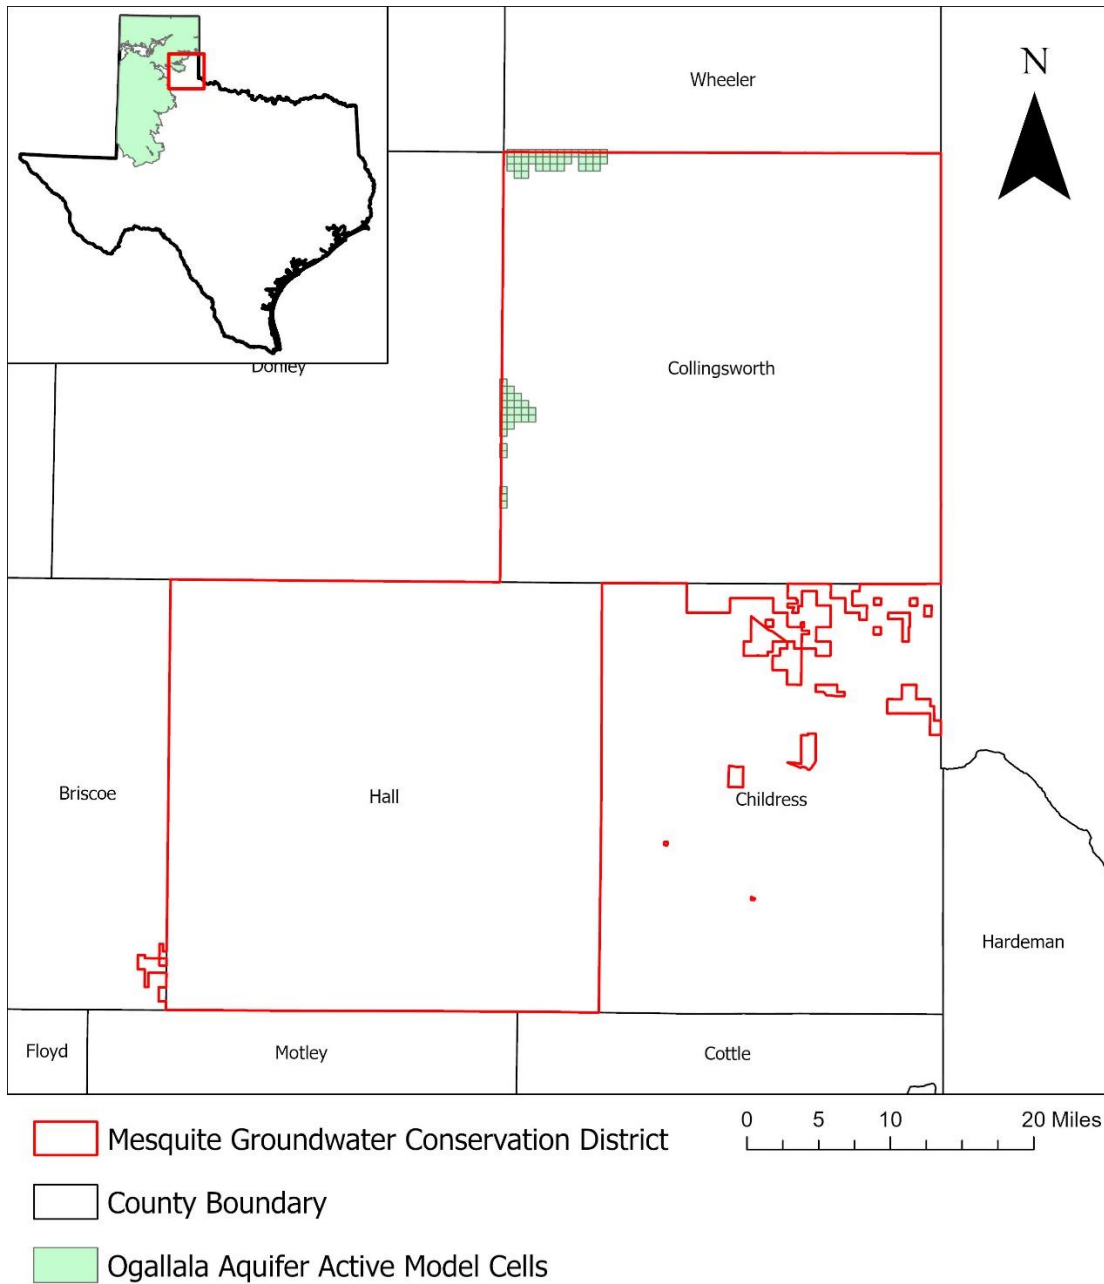 Wheeler
N
Donley
Collingsworth
Briscoe
Hall
Childress
Hardeman
Floyd
Motley
Cottle
Mesquite Groundwater Conservation District
0 5 10 20 Miles
County Boundary
Ogallala Aquifer Active Model Cells